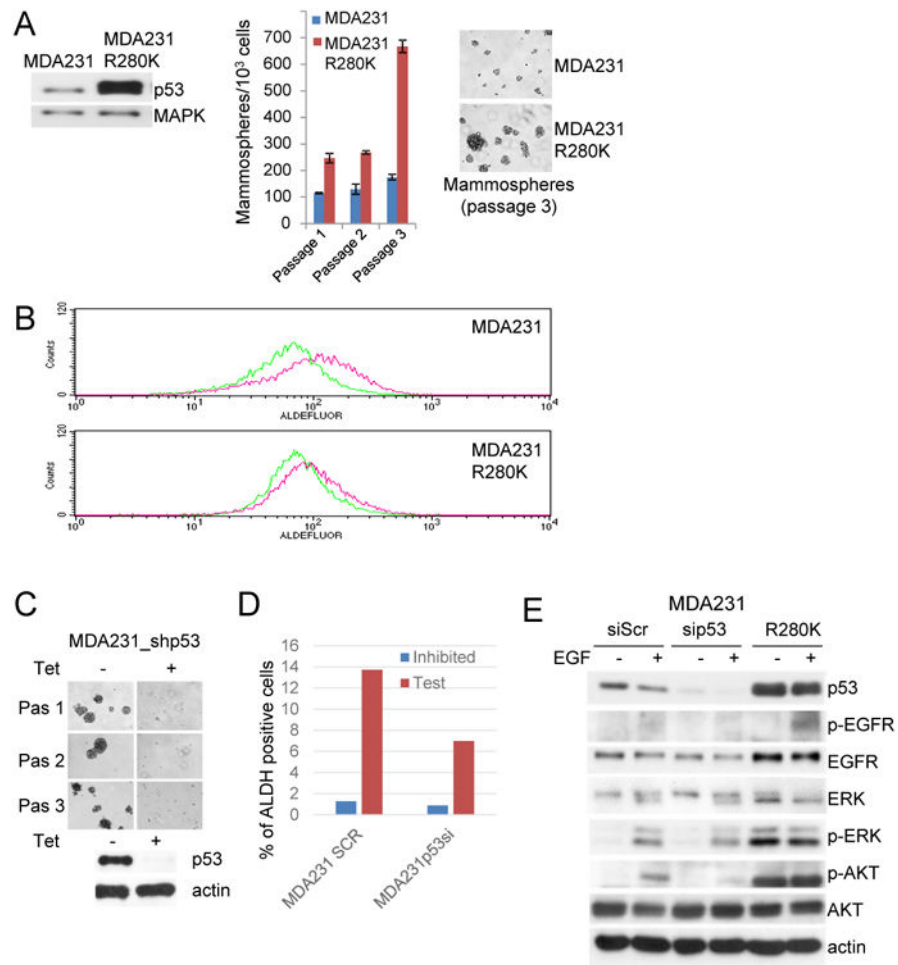 A
MDA231
MDA231
R280K
p53
MAPK
Mammospheres/10³ cells
700
600
500
400
300
200
100
0
MDA231
MDA231
R280K
Passage 1
Passage 2
Passage 3
MDA231
MDA231
R280K
Mammospheres
(passage 3)
B
120
Counts
0
MDA231
10⁰ 10¹ 10² 10³ 10⁴
ALDEFLUOR
120
Counts
0
MDA231
R280K
10⁰ 10¹ 10² 10³ 10⁴
ALDEFLUOR
C
MDA231_shp53
Tet - +
Pas 1
Pas 2
Pas 3
Tet - +
p53
actin
D
% of ALDH positive cells
16
14
12
10
8
6
4
2
0
Inhibited
Test
MDA231 SCR
MDA231p53si
E
MDA231
siScr sip53 R280K
EGF - + - + - +
p53
p-EGFR
EGFR
ERK
p-ERK
p-AKT
AKT
actin